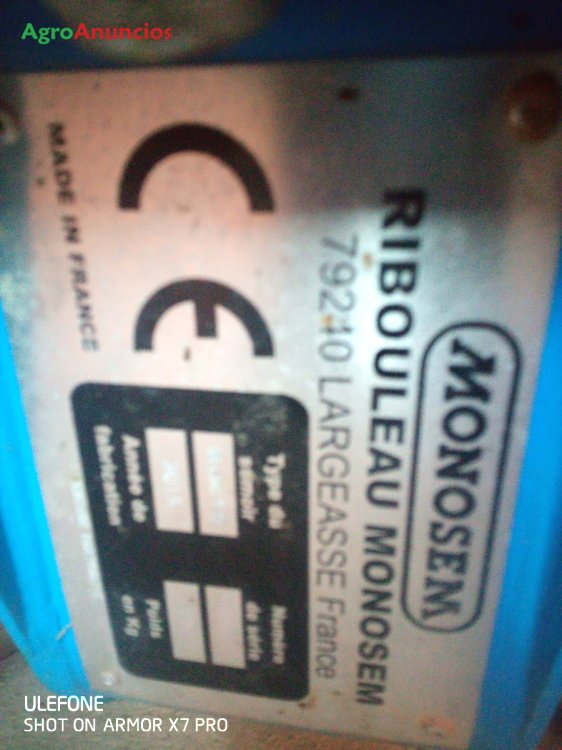 AgroAnuncios
MONOSEM
RIBOULEAU MONOSEM
79240 LARGEASSE France
CE
MADE IN FRANCE
Type du
semoir
Numéro
de série
Année de
fabrication
Poids
en Kg
ULEFONE
SHOT ON ARMOR X7 PRO